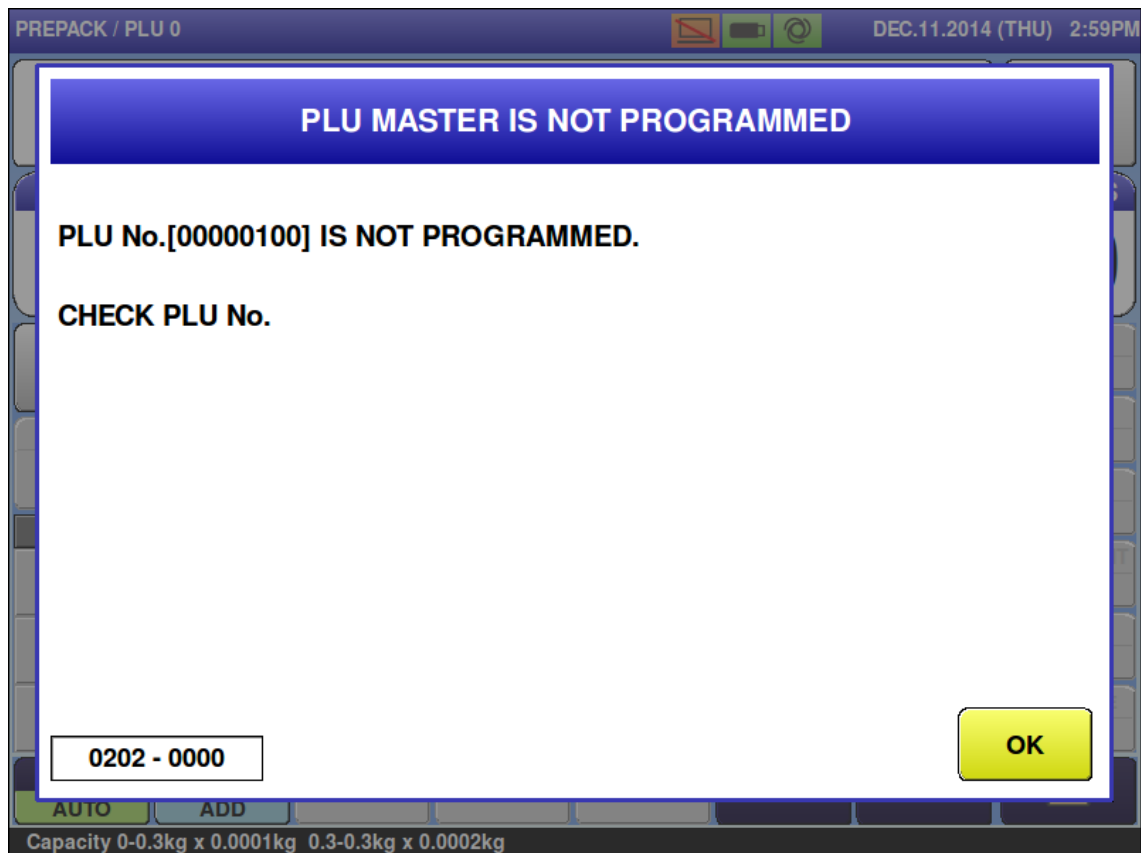 PREPACK / PLU 0
DEC.11.2014 (THU) 2:59PM
PLU MASTER IS NOT PROGRAMMED
PLU No.[00000100] IS NOT PROGRAMMED.
CHECK PLU No.
0202 - 0000
OK
AUTO
ADD
Capacity 0-0.3kg x 0.0001kg 0.3-0.3kg x 0.0002kg